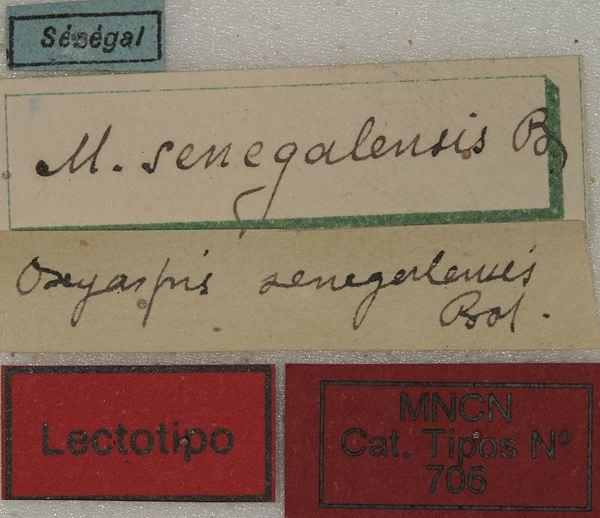 Sénégal
M. senegalensis B.
Oxyaspis senegalensis
Bol.
Lectotipo
MNCN
Cat. Tipos Nº
706